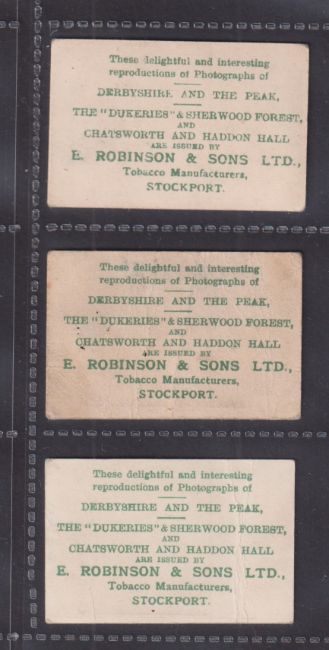 These delightful and interesting
reproductions of Photographs of
DERBYSHIRE AND THE PEAK,
THE "DUKERIES" & SHERWOOD FOREST,
AND
CHATSWORTH AND HADDON HALL
ARE ISSUED BY
E. ROBINSON & SONS LTD.,
Tobacco Manufacturers,
STOCKPORT.
These delightful and interesting
reproductions of Photographs of
DERBYSHIRE AND THE PEAK,
THE "DUKERIES" & SHERWOOD FOREST,
AND
CHATSWORTH AND HADDON HALL
ARE ISSUED BY
E. ROBINSON & SONS LTD.,
Tobacco Manufacturers,
STOCKPORT.
These delightful and interesting
reproductions of Photographs of
DERBYSHIRE AND THE PEAK,
THE "DUKERIES" & SHERWOOD FOREST,
AND
CHATSWORTH AND HADDON HALL
ARE ISSUED BY
E. ROBINSON & SONS LTD.,
Tobacco Manufacturers,
STOCKPORT.